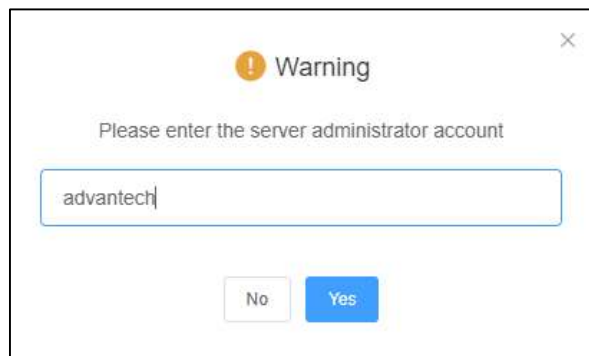 Warning
Please enter the server administrator account
advantech
No
Yes